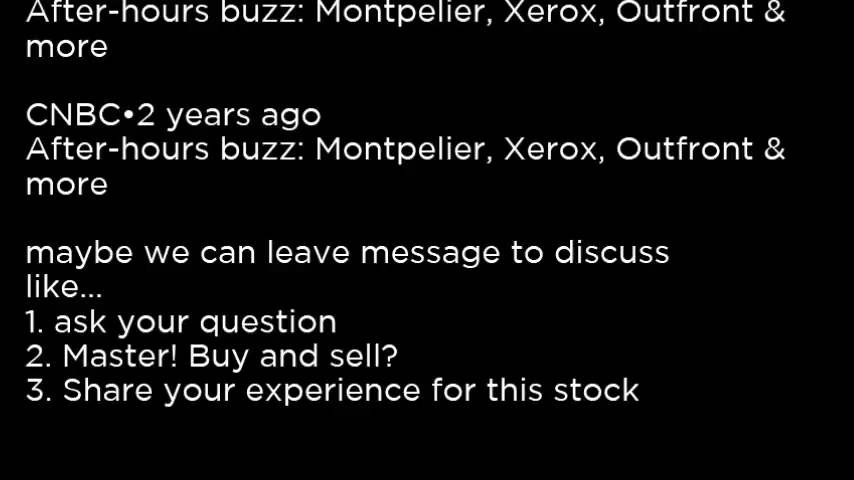 After-hours buzz: Montpelier, Xerox, Outfront &
more
CNBC•2 years ago
After-hours buzz: Montpelier, Xerox, Outfront &
more
maybe we can leave message to discuss
like...
1. ask your question
2. Master! Buy and sell?
3. Share your experience for this stock